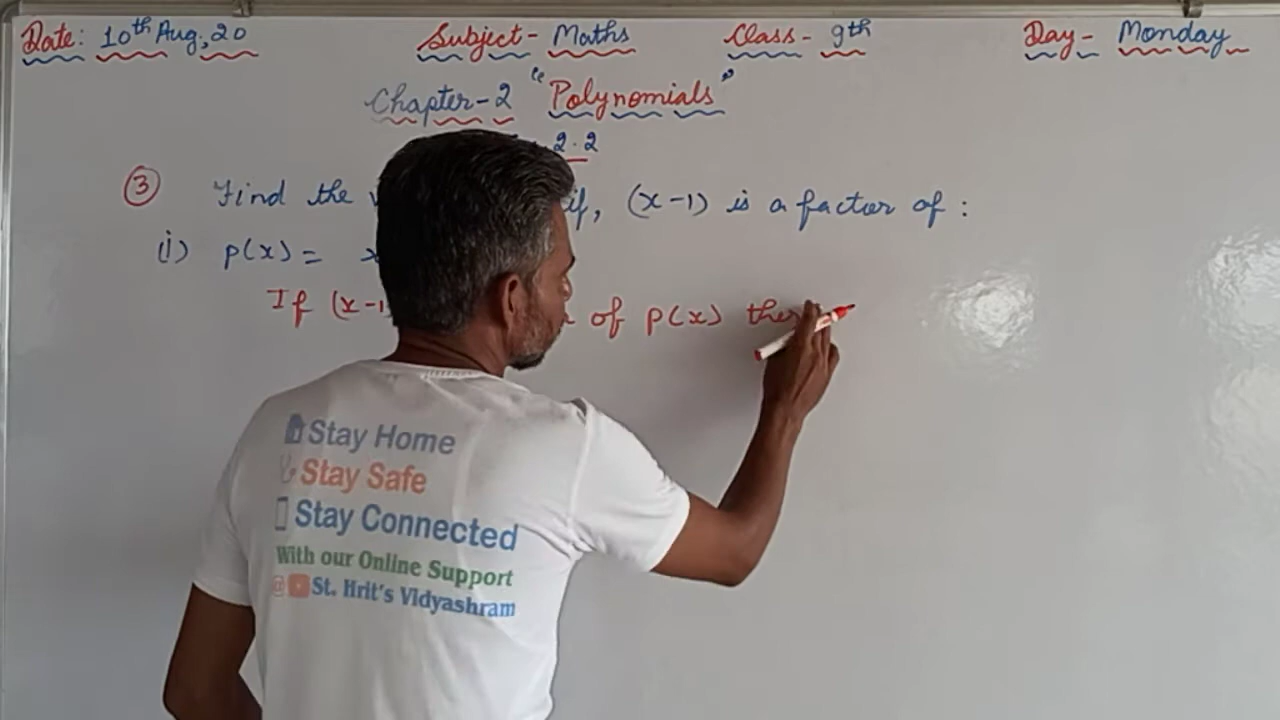 Date: 10th Aug, 20 Subject- Maths Class- 9th Day- Monday
Chapter-2 "Polynomials"
2.2
③ Find the if, (x-1) is a factor of :
(i) p(x) =
If (x-1 of p(x) the
Stay Home
Stay Safe
Stay Connected
With our Online Support
St. Hrit's Vidyashram